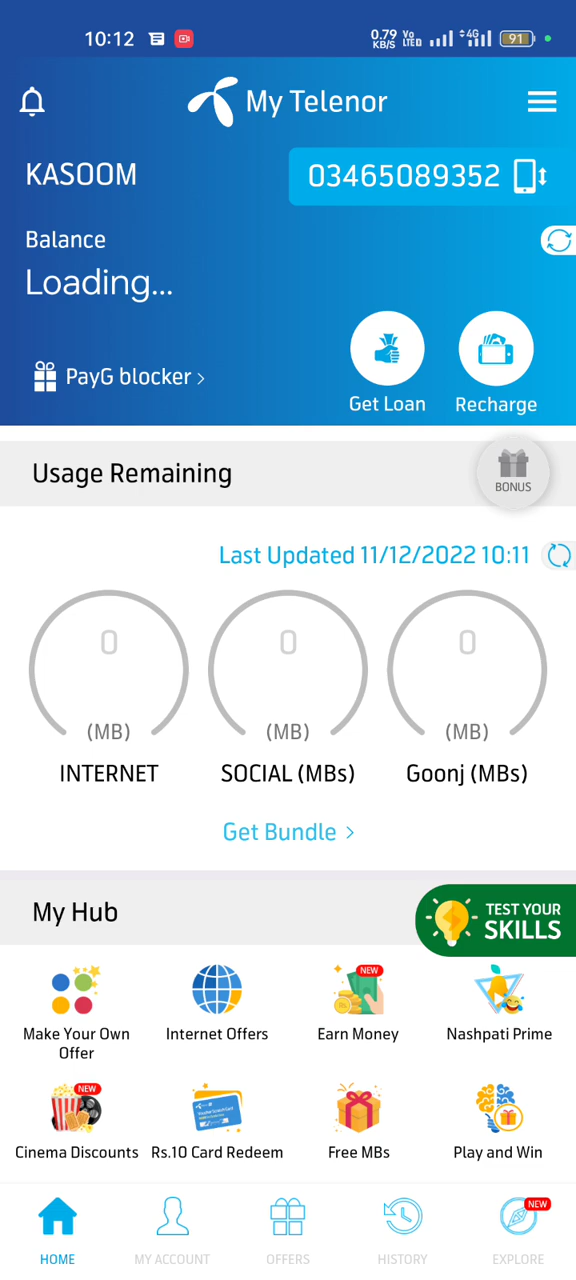 10:12
0.79 KB/S Vo LTED 4G 91
My Telenor
KASOOM
03465089352
Balance
Loading...
PayG blocker >
Get Loan
Recharge
Usage Remaining
BONUS
Last Updated 11/12/2022 10:11
0 0 0
(MB) (MB) (MB)
INTERNET SOCIAL (MBs) Goonj (MBs)
Get Bundle >
My Hub
TEST YOUR
SKILLS
NEW
Make Your Own Internet Offers Earn Money Nashpati Prime
Offer
NEW
Cinema Discounts Rs.10 Card Redeem Free MBs Play and Win
NEW
HOME MY ACCOUNT OFFERS HISTORY EXPLORE